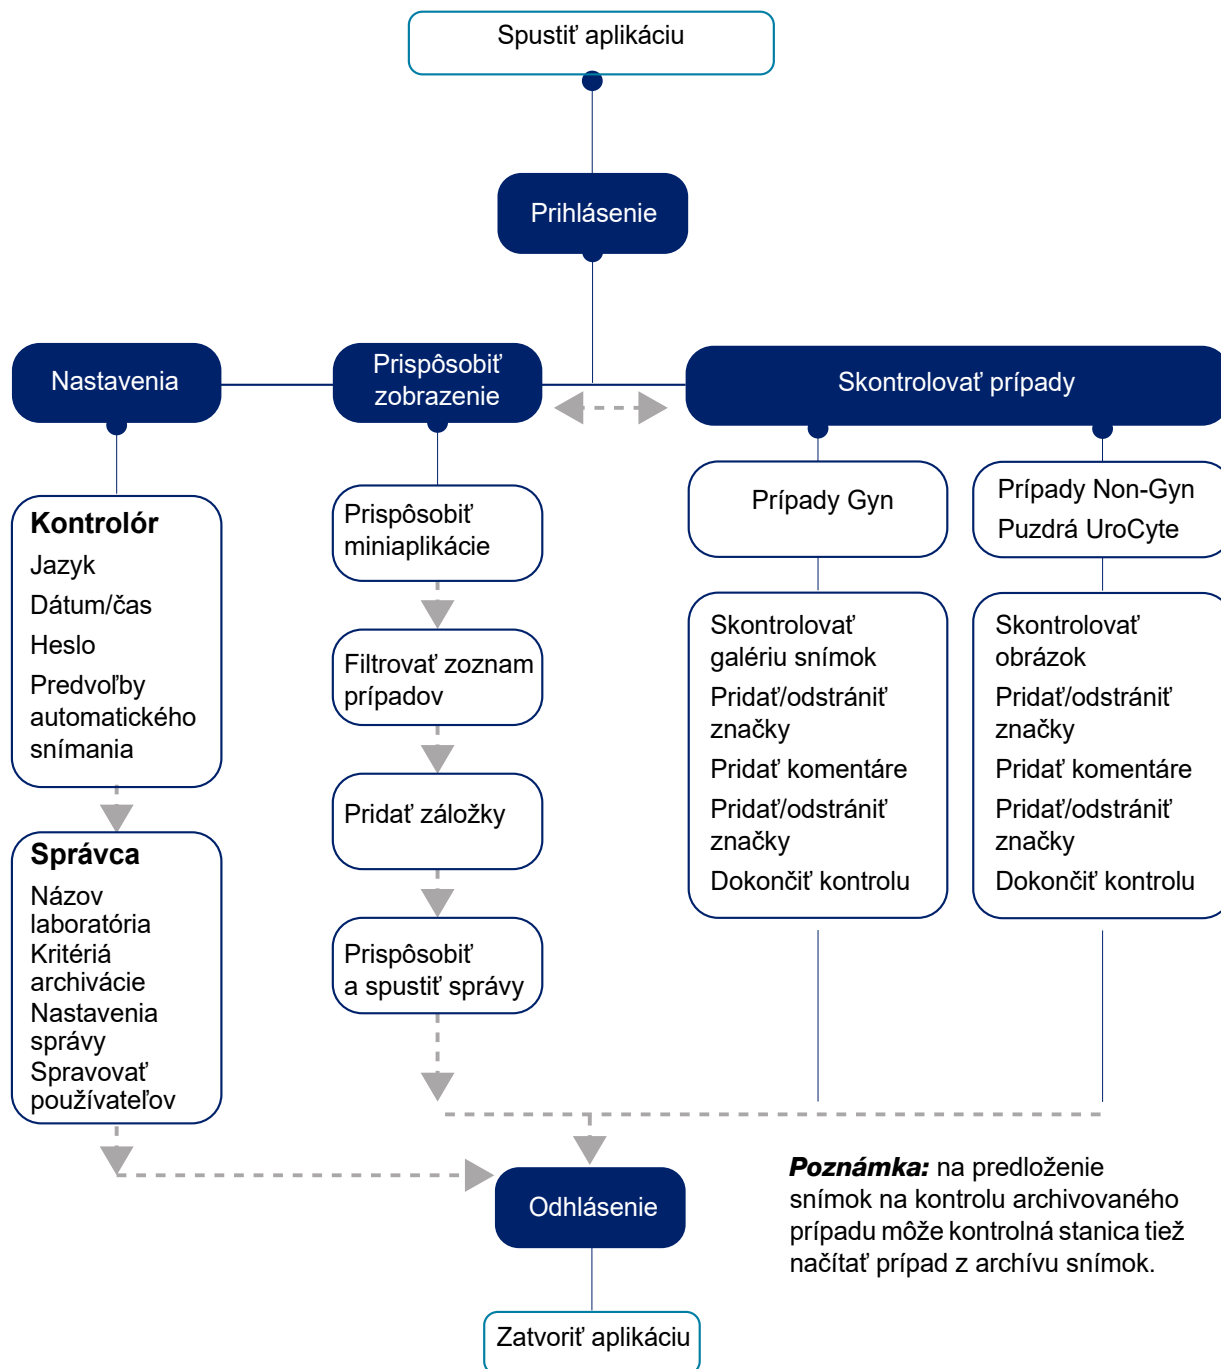 Spustiť aplikáciu
Prihlásenie
Nastavenia
Prispôsobiť
zobrazenie
Skontrolovať prípady
Kontrolór
Jazyk
Dátum/čas
Heslo
Predvoľby
automatického
snímania
Správca
Názov
laboratória
Kritériá
archivácie
Nastavenia
správy
Spravovať
používateľov
Prispôsobiť
miniaplikácie
Filtrovať zoznam
prípadov
Pridať záložky
Prispôsobiť
a spustiť správy
Prípady Gyn
Skontrolovať
galériu snímok
Pridať/odstrániť
značky
Pridať komentáre
Pridať/odstrániť
značky
Dokončiť kontrolu
Prípady Non-Gyn
Puzdrá UroCyte
Skontrolovať
obrázok
Pridať/odstrániť
značky
Pridať komentáre
Pridať/odstrániť
značky
Dokončiť kontrolu
Poznámka: na predloženie
snímok na kontrolu archivovaného
prípadu môže kontrolná stanica tiež
načítať prípad z archívu snímok.
Odhlásenie
Zatvoriť aplikáciu